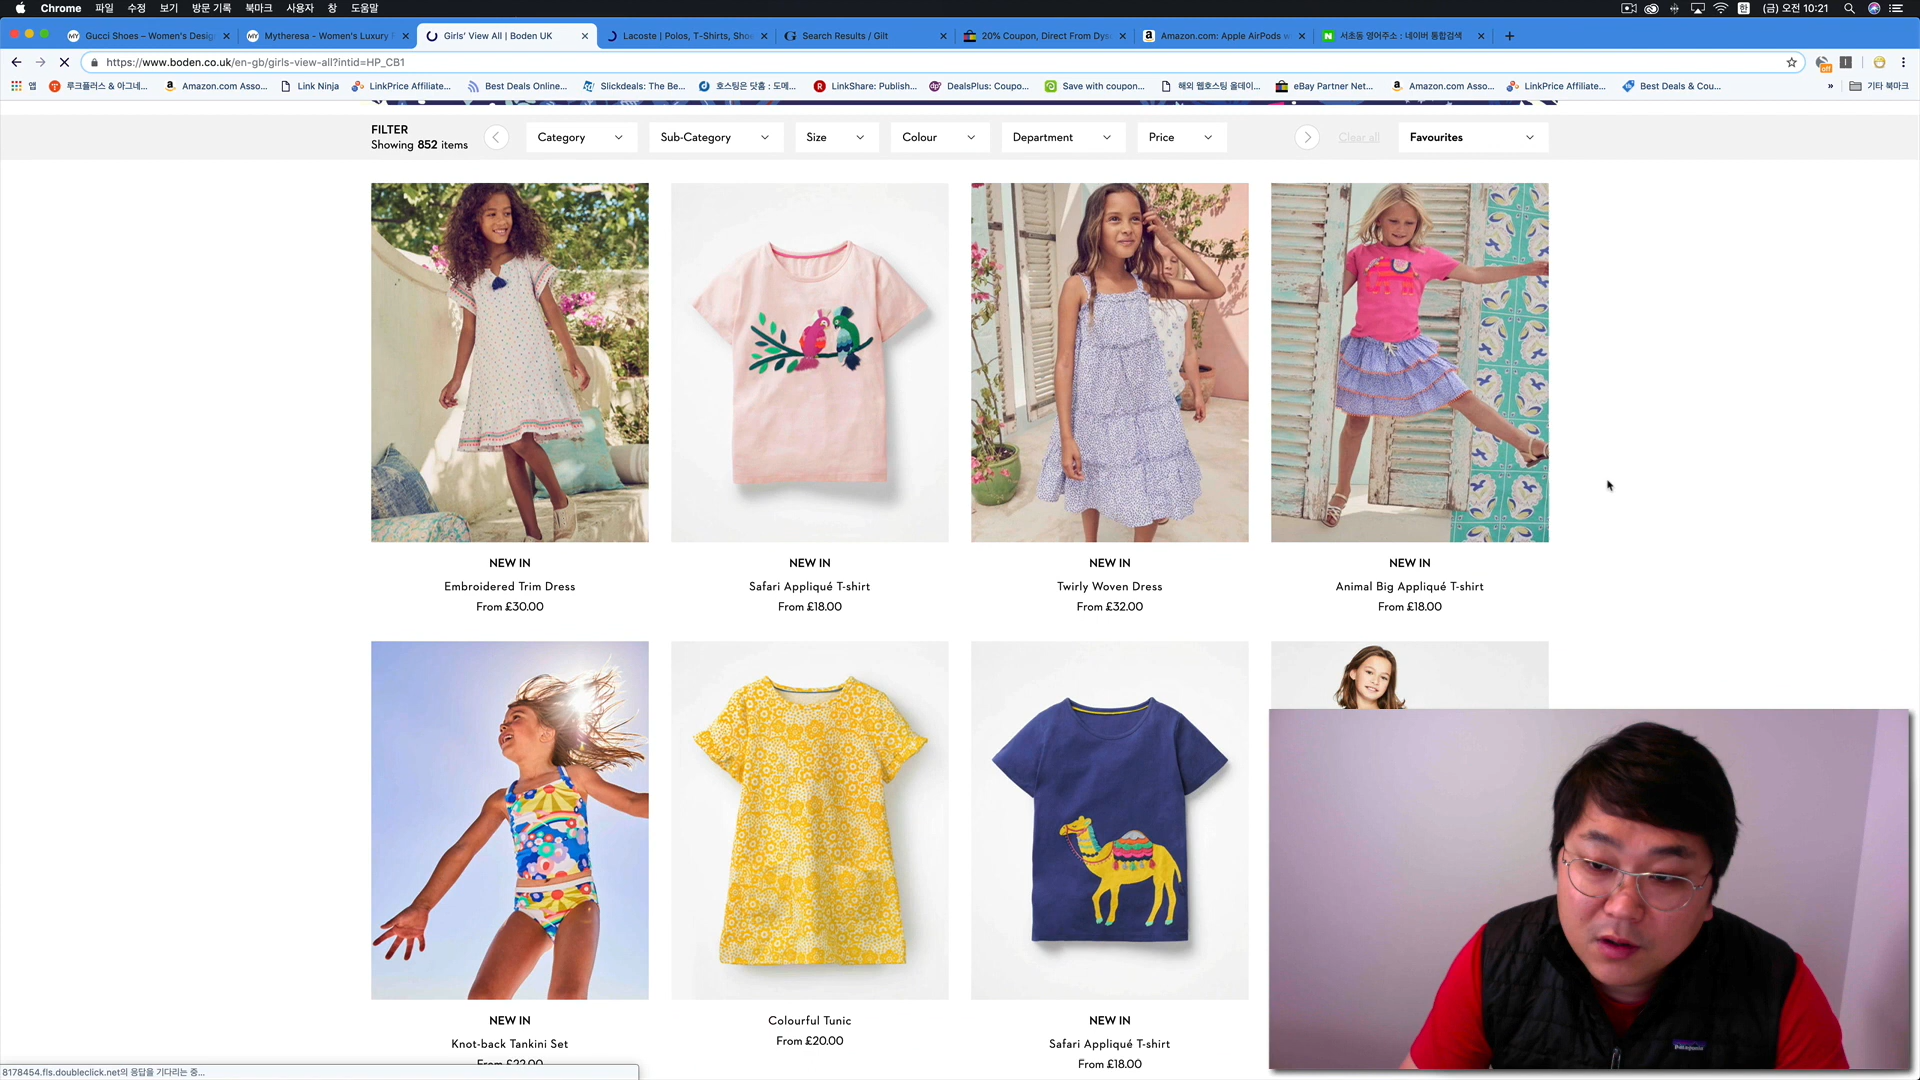 Chrome 파일 수정 보기 방문 기록 북마크 사용자 창 도움말 한 (금) 오전 10:21
Gucci Shoes – Women's Desig
Mytheresa - Women's Luxury F
Girls' View All | Boden UK
Lacoste | Polos, T-Shirts, Sho
Search Results / Gilt
20% Coupon, Direct From Dys
Amazon.com: Apple AirPods w
서초동 영어주소 : 네이버 통합검색
https://www.boden.co.uk/en-gb/girls-view-all?intid=HP_CB1
앱
루크플러스 & 아그네...
Amazon.com Asso...
Link Ninja
LinkPrice Affiliate...
Best Deals Online...
Slickdeals: The Be...
호스팅은 닷홈 : 도메...
LinkShare: Publish...
DealsPlus: Coupo...
Save with coupon...
해외 웹호스팅 올데이...
eBay Partner Net...
Amazon.com Asso...
LinkPrice Affiliate...
Best Deals & Cou...
»
기타 북마크
FILTER
Showing 852 items
Category
Sub-Category
Size
Colour
Department
Price
Clear all
Favourites
NEW IN
Embroidered Trim Dress
From £30.00
NEW IN
Safari Appliqué T-shirt
From £18.00
NEW IN
Twirly Woven Dress
From £32.00
NEW IN
Animal Big Appliqué T-shirt
From £18.00
NEW IN
Knot-back Tankini Set
From £22.00
Colourful Tunic
From £20.00
NEW IN
Safari Appliqué T-shirt
From £18.00
8178454.fls.doubleclick.net의 응답을 기다리는 중...
patagonia